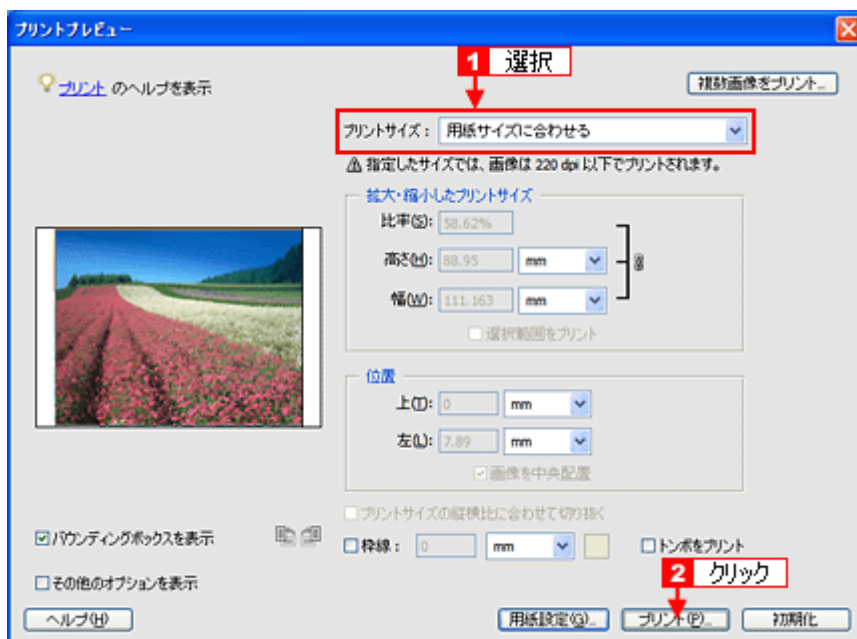 プリントプレビュー
1 選択
プリント のヘルプを表示
複数画像をプリント...
プリントサイズ： 用紙サイズに合わせる
指定したサイズでは、画像は 220 dpi 以下でプリントされます。
拡大・縮小したプリントサイズ
比率(S): 58.62%
高さ(H): 88.95 mm
幅(W): 111.163 mm
選択範囲をプリント
位置
上(T): 0 mm
左(L): 7.89 mm
画像を中央配置
プリントサイズの縦横比に合わせて切り抜く
バウンディングボックスを表示
枠線： 0 mm
トンボをプリント
2 クリック
その他のオプションを表示
ヘルプ(H)
用紙設定(G)...
プリント(P)...
初期化